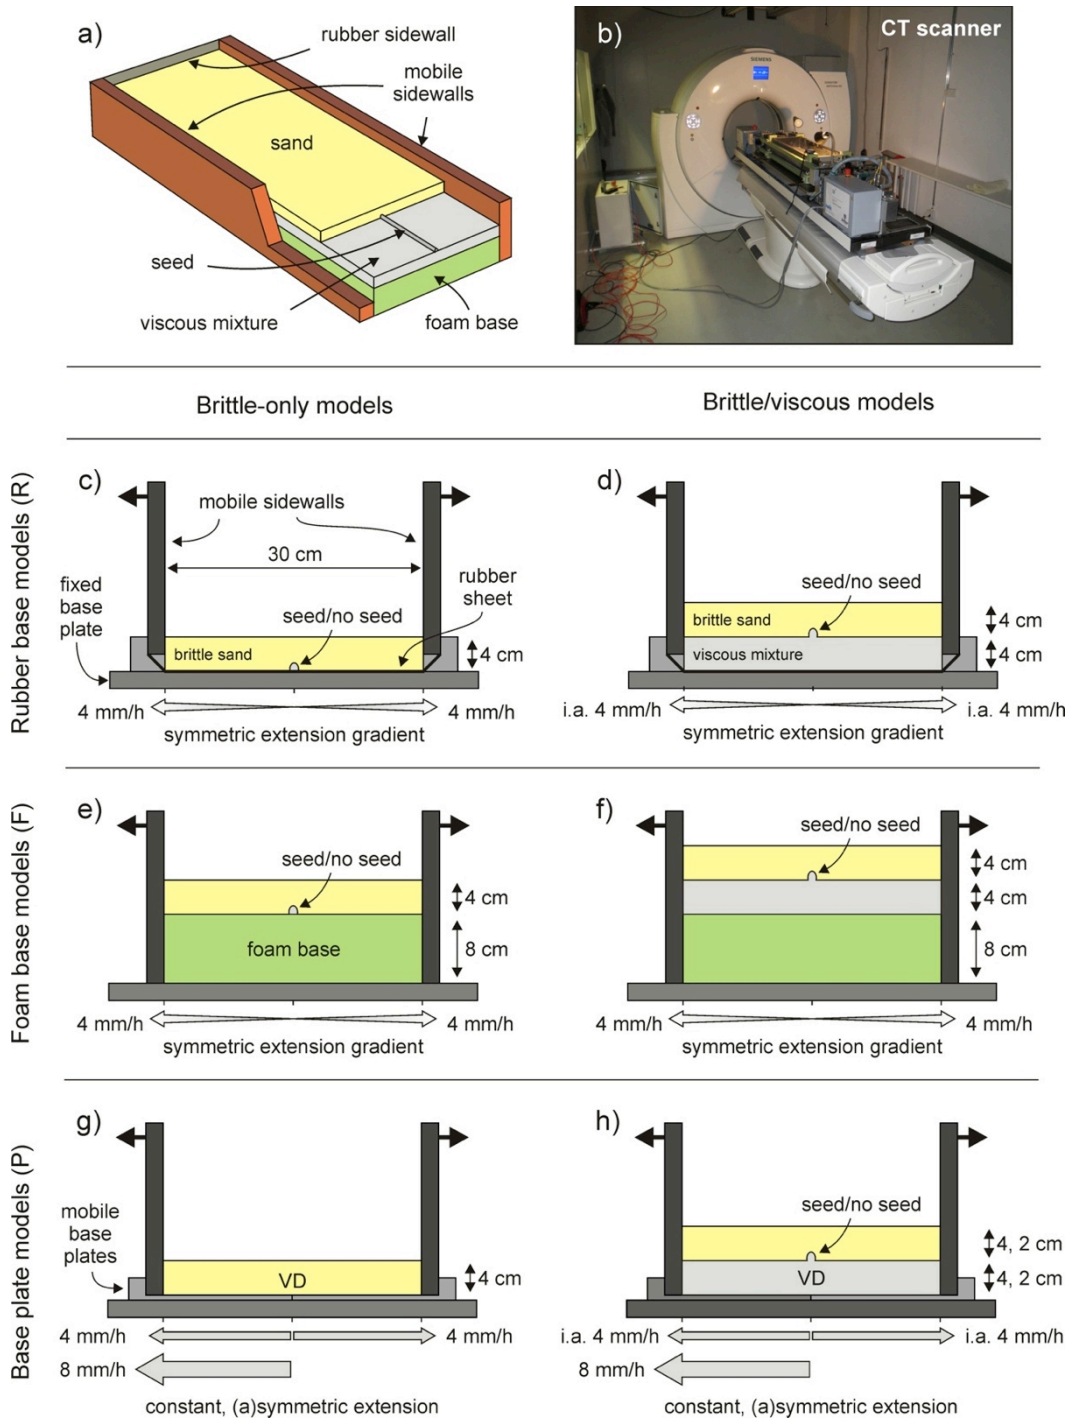 a)
rubber sidewall
mobile
sidewalls
sand
seed
viscous mixture
foam base
b)
CT scanner
SIEMENS
Brittle-only models
Brittle/viscous models
Rubber base models (R)
c)
mobile sidewalls
30 cm
fixed
base
plate
seed/no seed
rubber
sheet
brittle sand
4 cm
4 mm/h
4 mm/h
symmetric extension gradient
d)
seed/no seed
brittle sand
viscous mixture
4 cm
4 cm
i.a. 4 mm/h
i.a. 4 mm/h
symmetric extension gradient
Foam base models (F)
e)
seed/no seed
4 cm
foam base
8 cm
4 mm/h
4 mm/h
symmetric extension gradient
f)
seed/no seed
4 cm
4 cm
8 cm
4 mm/h
4 mm/h
symmetric extension gradient
Base plate models (P)
g)
mobile
base
plates
VD
4 cm
4 mm/h
4 mm/h
8 mm/h
constant, (a)symmetric extension
h)
seed/no seed
VD
4, 2 cm
4, 2 cm
i.a. 4 mm/h
i.a. 4 mm/h
8 mm/h
constant, (a)symmetric extension